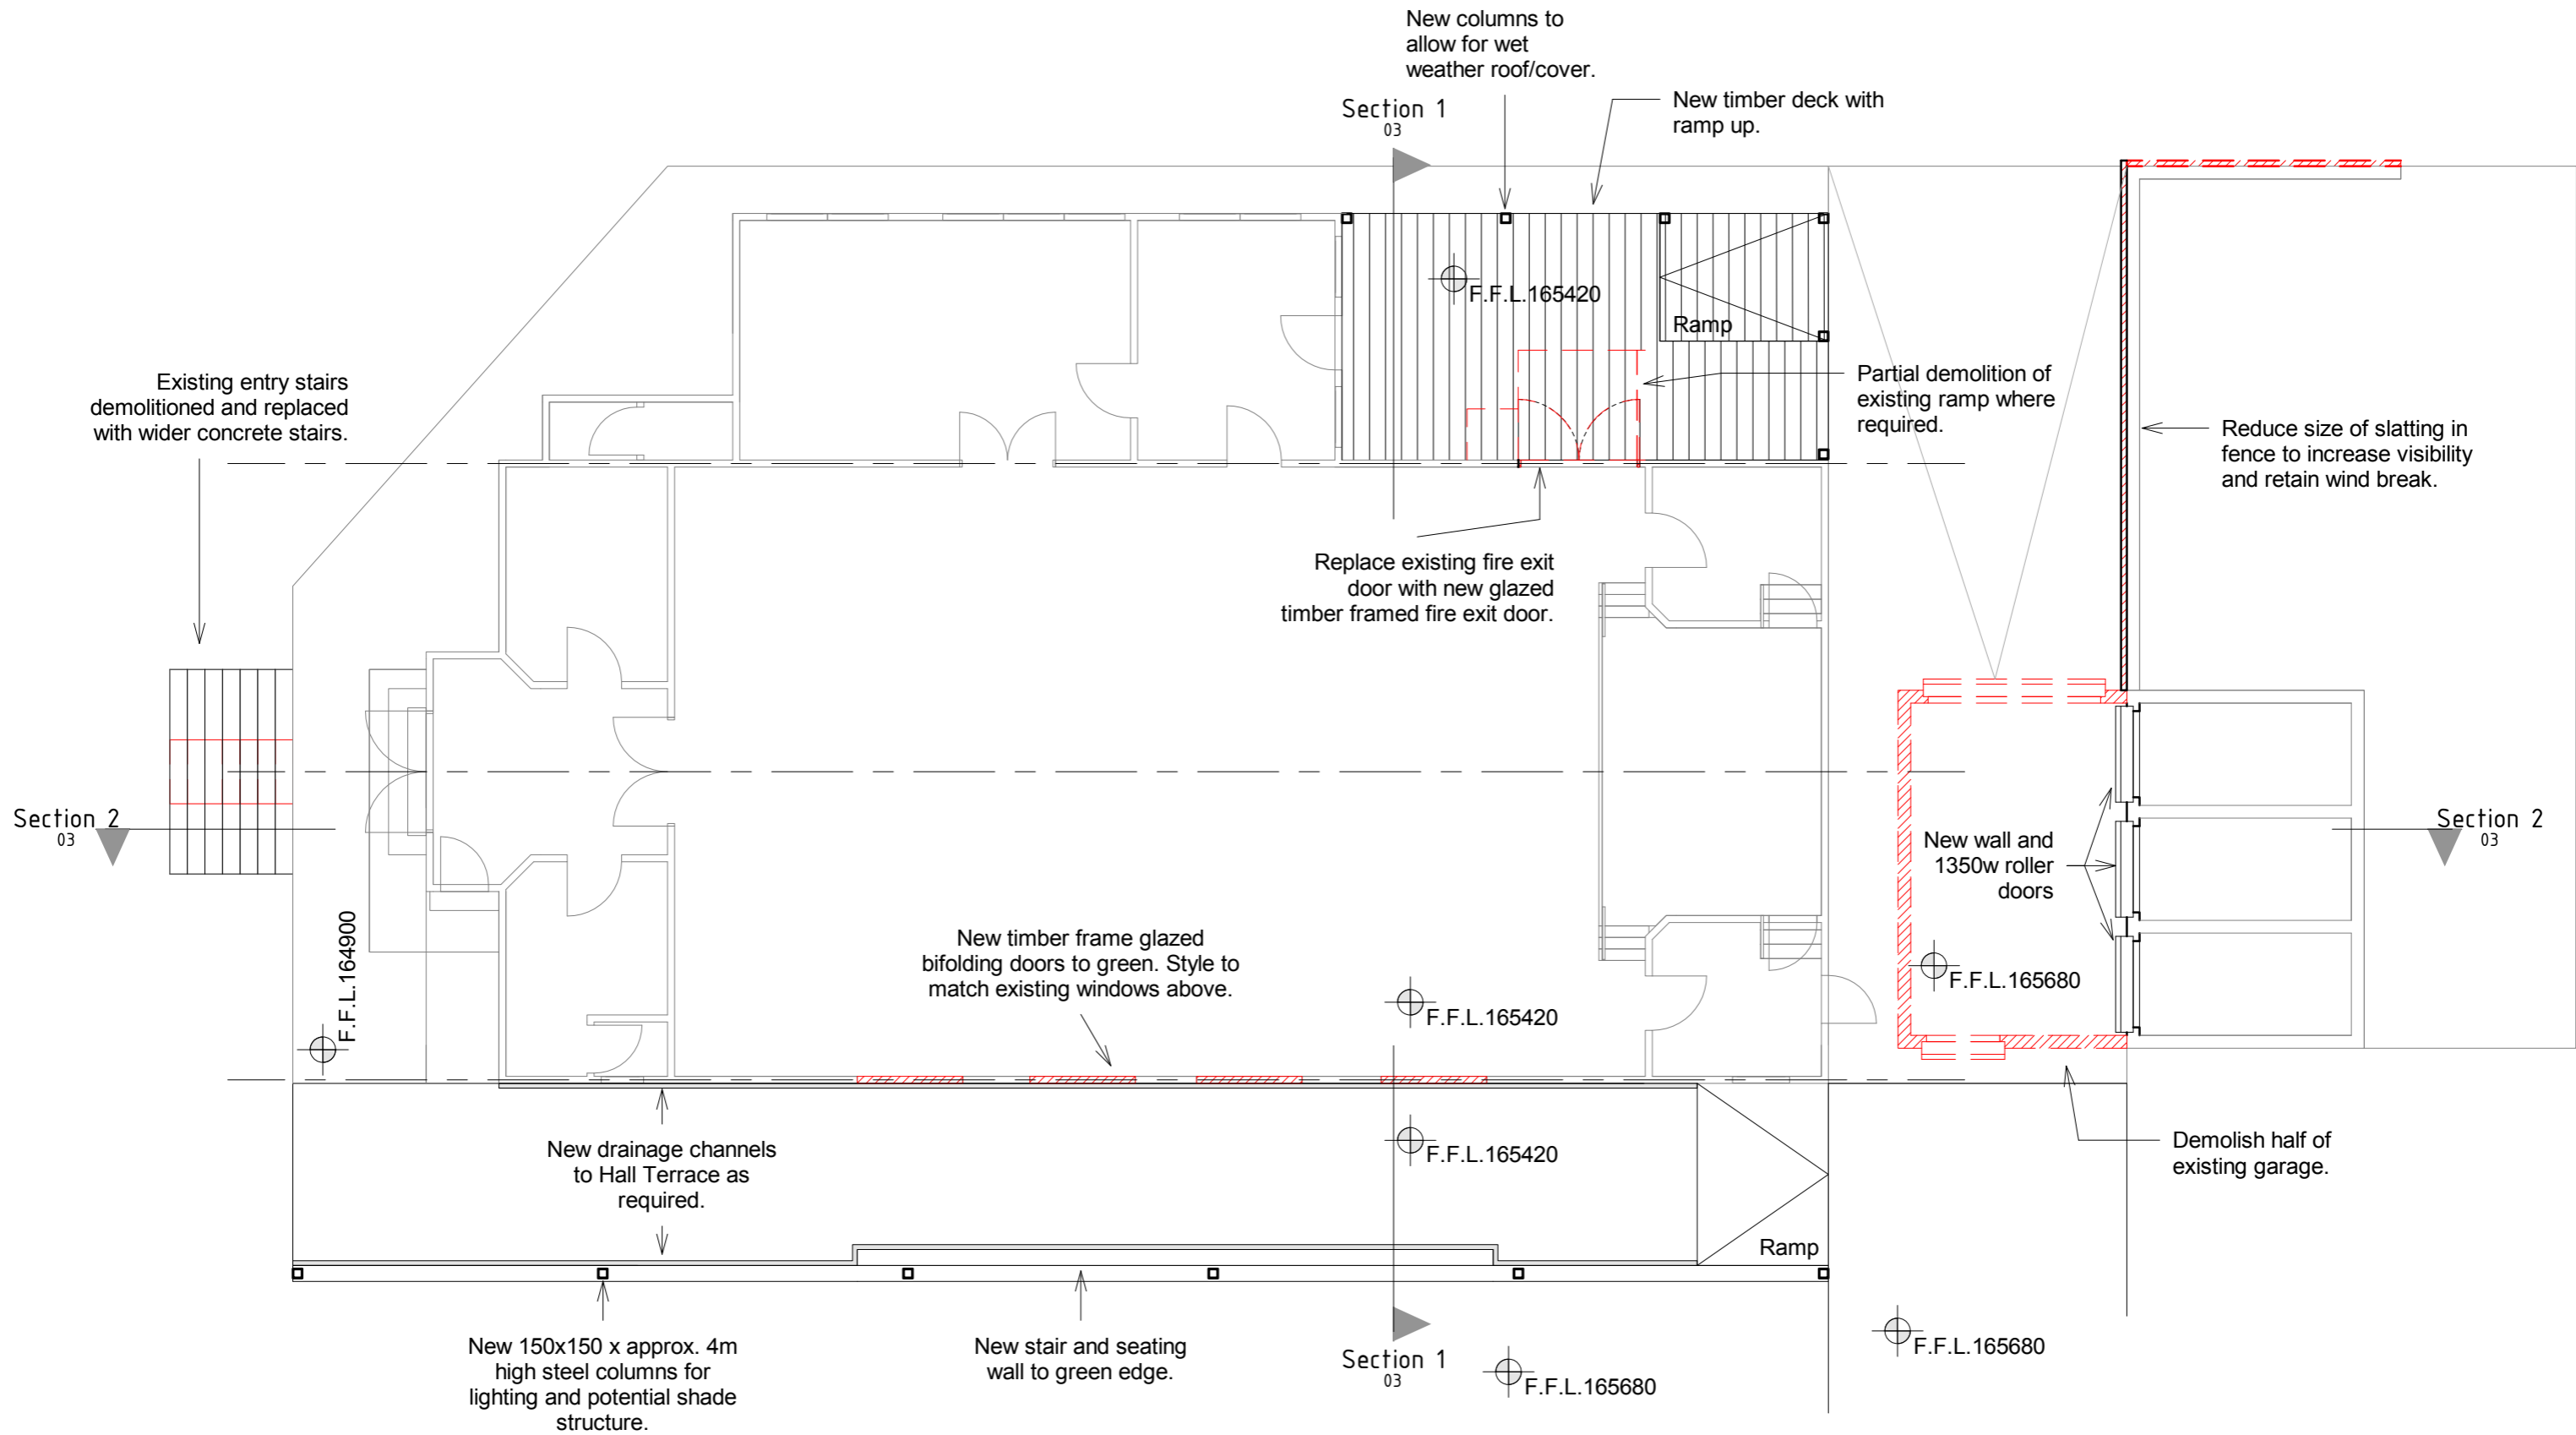 New columns to
allow for wet
weather roof/cover.
Section 1
03
New timber deck with
ramp up.
F.F.L.165420
Ramp
Existing entry stairs
demolitioned and replaced
with wider concrete stairs.
Partial demolition of
existing ramp where
required.
Reduce size of slatting in
fence to increase visibility
and retain wind break.
Replace existing fire exit
door with new glazed
timber framed fire exit door.
Section 2
03
Section 2
03
New wall and
1350w roller
doors
F.F.L.164900
New timber frame glazed
bifolding doors to green. Style to
match existing windows above.
F.F.L.165680
F.F.L.165420
New drainage channels
to Hall Terrace as
required.
F.F.L.165420
Demolish half of
existing garage.
Ramp
New 150x150 x approx. 4m
high steel columns for
lighting and potential shade
structure.
New stair and seating
wall to green edge.
Section 1
03
F.F.L.165680
F.F.L.165680